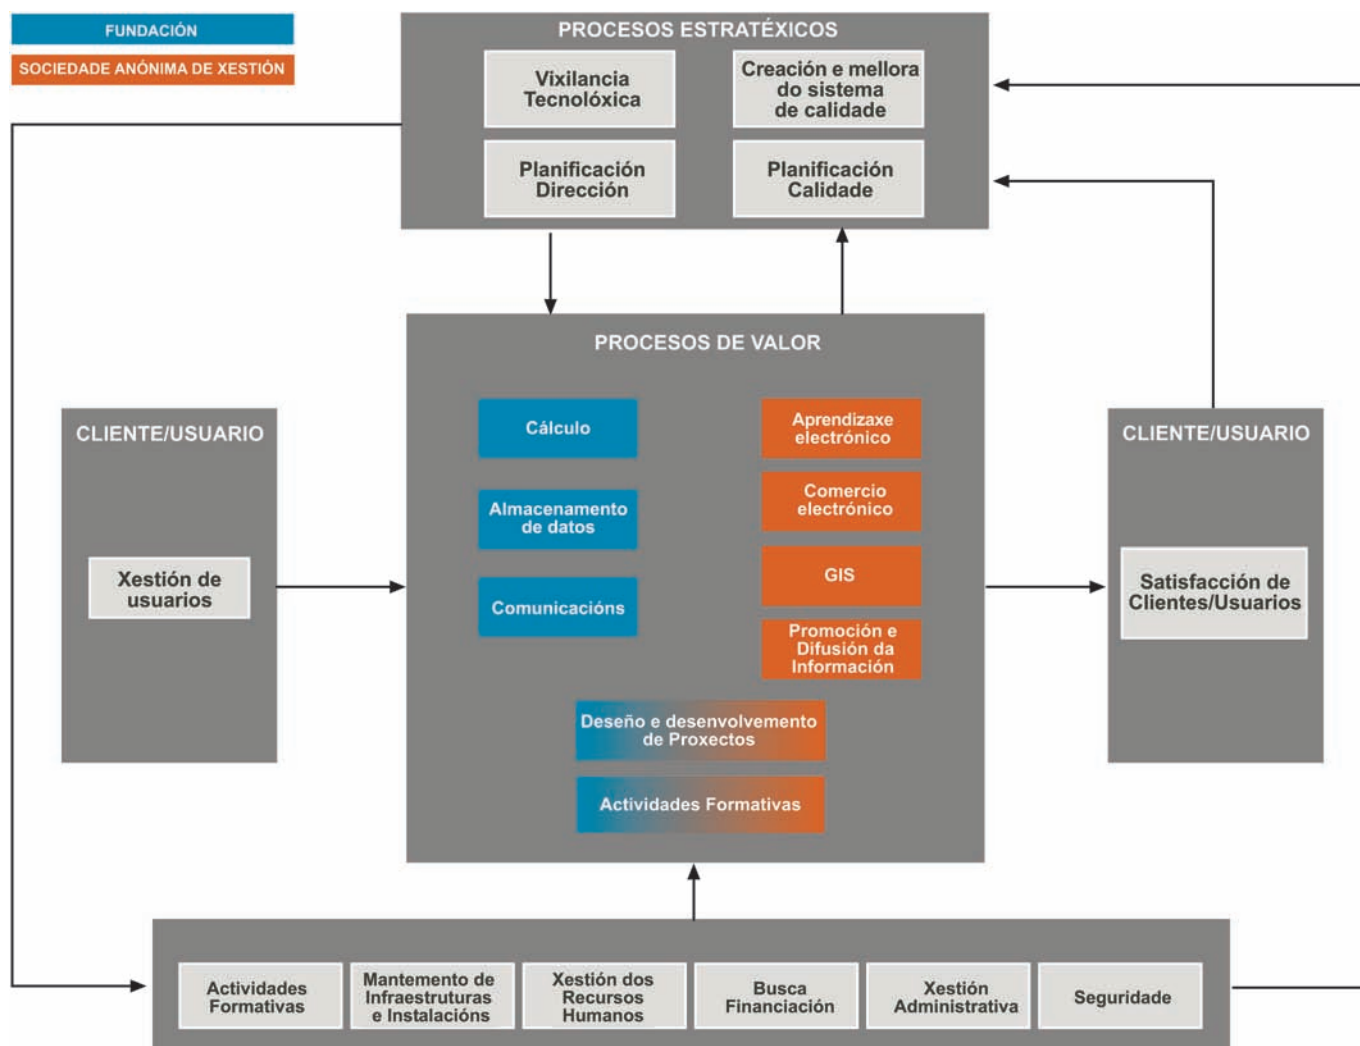 FUNDACIÓN
SOCIEDADE ANÓNIMA DE XESTIÓN
PROCESOS ESTRATÉXICOS
Vixilancia
Tecnolóxica
Creación e mellora
do sistema
de calidade
Planificación
Dirección
Planificación
Calidade
PROCESOS DE VALOR
CLIENTE/USUARIO
Xestión de
usuarios
Cálculo
Almacenamento
de datos
Comunicacións
Aprendizaxe
electrónico
Comercio
electrónico
GIS
Promoción e
Difusión da
Información
Deseño e desenvolvemento
de Proxectos
Actividades Formativas
CLIENTE/USUARIO
Satisfacción de
Clientes/Usuarios
Actividades
Formativas
Mantemento de
Infraestruturas
e Instalacións
Xestión dos
Recursos
Humanos
Busca
Financiación
Xestión
Administrativa
Seguridade